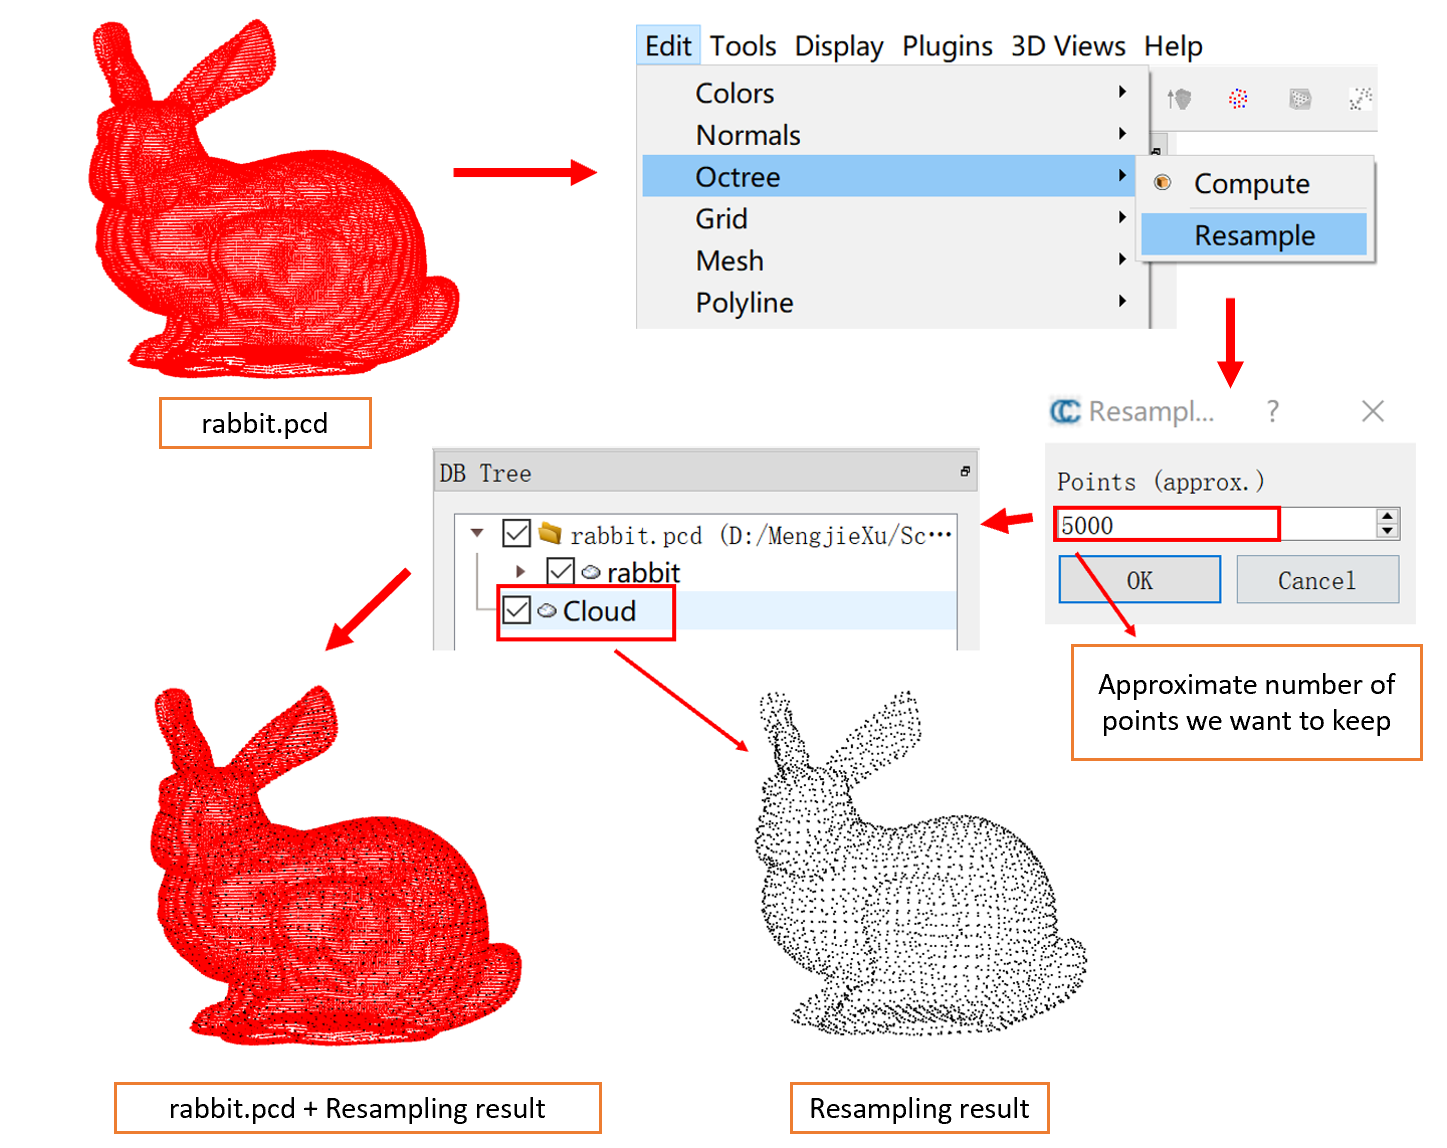 Edit Tools Display Plugins 3D Views Help
Colors
Normals
Octree
Grid
Mesh
Polyline
Compute
Resample
rabbit.pcd
Resampl... ?
Points (approx.)
5000
OK Cancel
Approximate number of
points we want to keep
DB Tree
rabbit.pcd (D:/MengjieXu/Sc···
rabbit
Cloud
rabbit.pcd + Resampling result
Resampling result